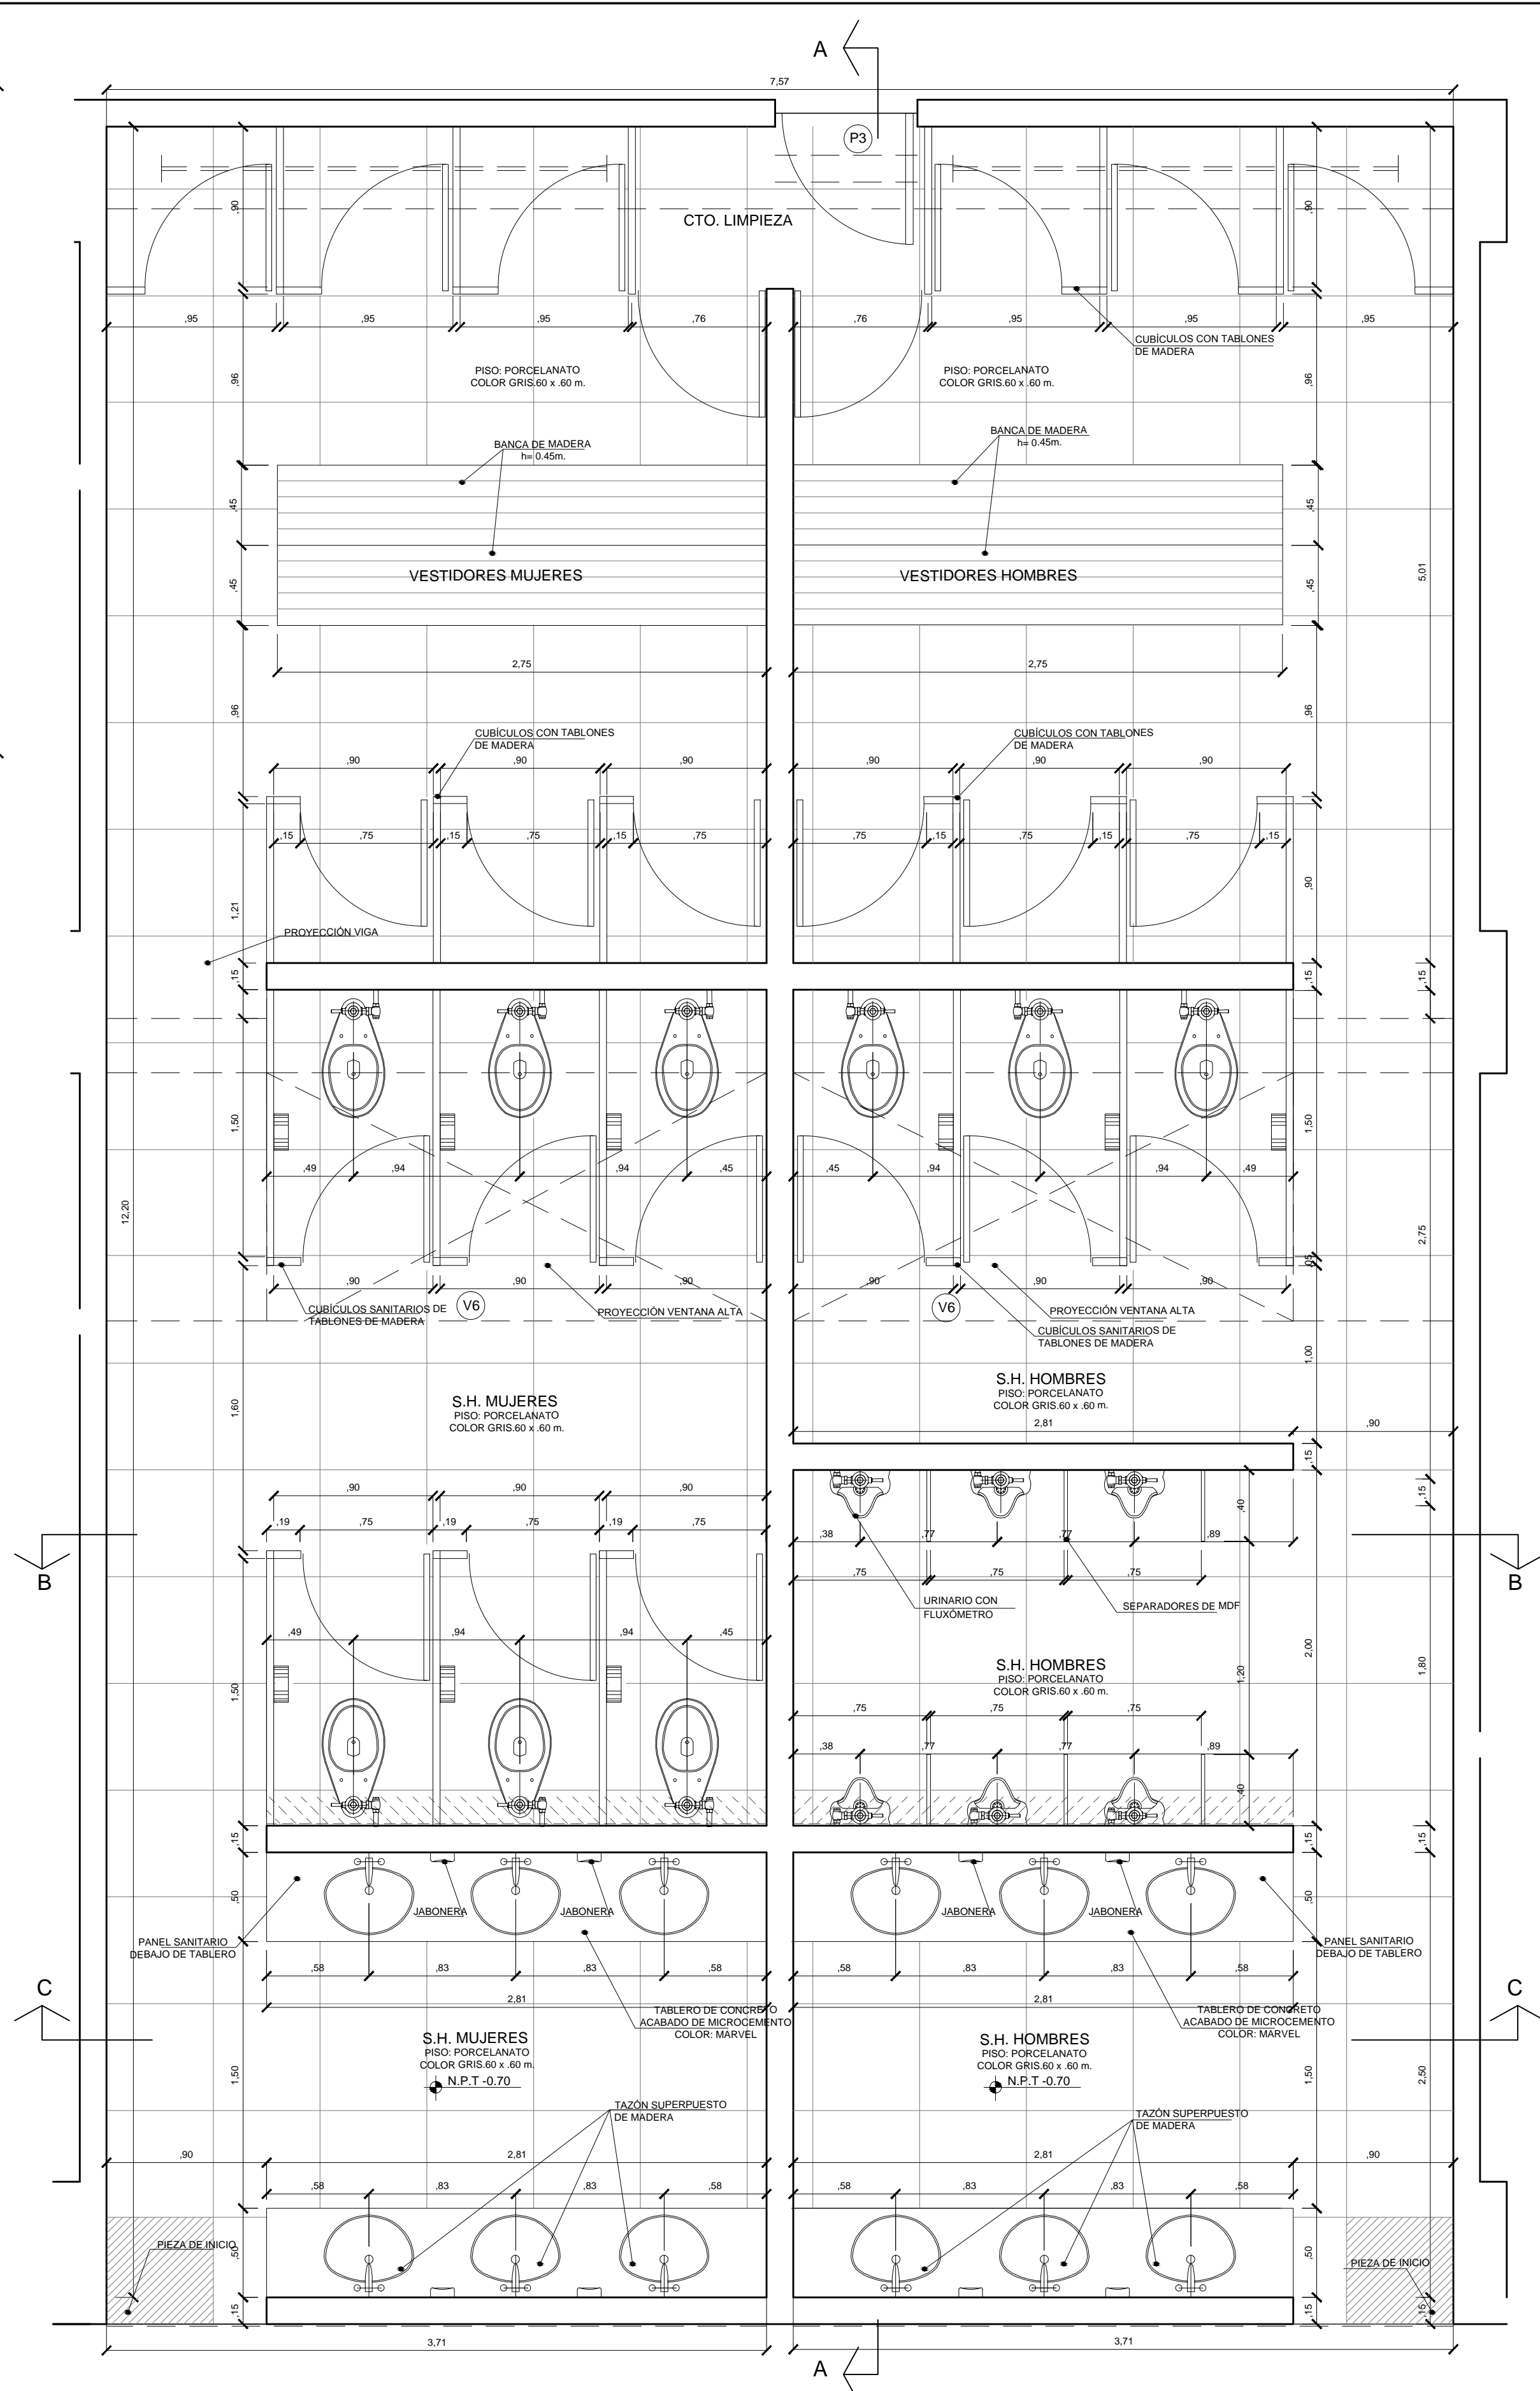 A
7,57
P3
CTO. LIMPIEZA
,90
,90
,95
,95
,95
,76
,76
,95
,95
,95
CUBÍCULOS CON TABLONES
DE MADERA
PISO: PORCELANATO
COLOR GRIS.60 x .60 m.
PISO: PORCELANATO
COLOR GRIS.60 x .60 m.
,96
,96
BANCA DE MADERA
h= 0.45m.
BANCA DE MADERA
h= 0.45m.
,45
,45
VESTIDORES MUJERES
VESTIDORES HOMBRES
,45
,45
5,01
2,75
2,75
,96
,96
CUBÍCULOS CON TABLONES
DE MADERA
CUBÍCULOS CON TABLONES
DE MADERA
,90
,90
,90
,90
,90
,90
,15
,75
,15
,75
,15
,75
,75
,15
,75
,15
,75
,15
1,21
,90
PROYECCIÓN VIGA
,15
,15
,15
1,50
1,50
,49
,94
,94
,45
,45
,94
,94
,49
12,20
2,75
,05
,90
,90
,90
,90
,90
,90
CUBÍCULOS SANITARIOS DE
TABLONES DE MADERA
V6
PROYECCIÓN VENTANA ALTA
V6
PROYECCIÓN VENTANA ALTA
CUBÍCULOS SANITARIOS DE
TABLONES DE MADERA
1,00
1,60
S.H. MUJERES
PISO: PORCELANATO
COLOR GRIS.60 x .60 m.
S.H. HOMBRES
PISO: PORCELANATO
COLOR GRIS.60 x .60 m.
2,81
,90
,15
,15
,90
,90
,90
,40
,19
,75
,19
,75
,19
,75
,38
,77
,77
,89
,75
,75
,75
B
B
URINARIO CON
FLUXÓMETRO
SEPARADORES DE MDF
,49
,94
,94
,45
2,00
1,80
1,50
S.H. HOMBRES
PISO: PORCELANATO
COLOR GRIS.60 x .60 m.
1,20
,75
,75
,75
,38
,77
,77
,89
,40
,15
,15
,15
,50
,50
JABONERA
JABONERA
JABONERA
JABONERA
PANEL SANITARIO
DEBAJO DE TABLERO
PANEL SANITARIO
DEBAJO DE TABLERO
,58
,83
,83
,58
,58
,83
,83
,58
C
C
2,81
2,81
TABLERO DE CONCRETO
ACABADO DE MICROCEMENTO
COLOR: MARVEL
TABLERO DE CONCRETO
ACABADO DE MICROCEMENTO
COLOR: MARVEL
S.H. MUJERES
PISO: PORCELANATO
COLOR GRIS.60 x .60 m.
N.P.T -0.70
S.H. HOMBRES
PISO: PORCELANATO
COLOR GRIS.60 x .60 m.
N.P.T -0.70
1,50
1,50
2,50
TAZÓN SUPERPUESTO
DE MADERA
TAZÓN SUPERPUESTO
DE MADERA
,90
2,81
2,81
,90
,58
,83
,83
,58
,58
,83
,83
,58
PIEZA DE INICIO
,50
,50
PIEZA DE INICIO
,15
,15
,15
3,71
3,71
A